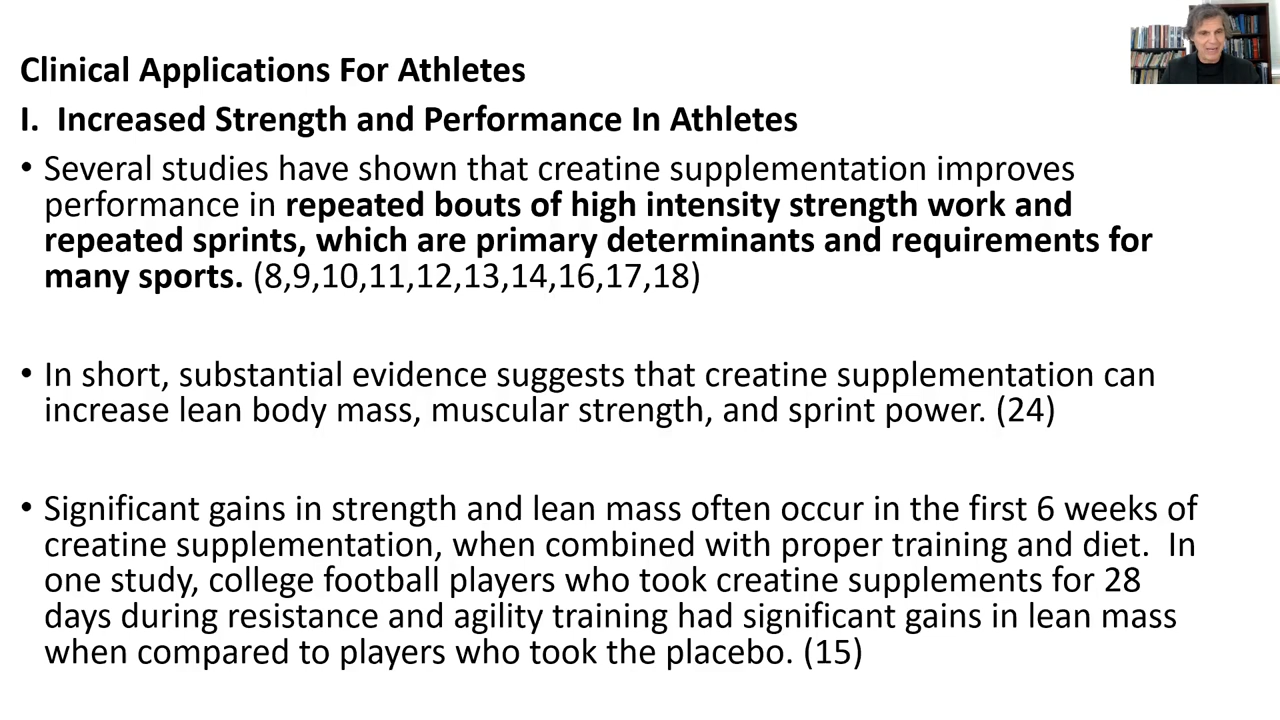 Clinical Applications For Athletes
I. Increased Strength and Performance In Athletes
• Several studies have shown that creatine supplementation improves
performance in repeated bouts of high intensity strength work and
repeated sprints, which are primary determinants and requirements for
many sports. (8,9,10,11,12,13,14,16,17,18)
• In short, substantial evidence suggests that creatine supplementation can
increase lean body mass, muscular strength, and sprint power. (24)
• Significant gains in strength and lean mass often occur in the first 6 weeks of
creatine supplementation, when combined with proper training and diet. In
one study, college football players who took creatine supplements for 28
days during resistance and agility training had significant gains in lean mass
when compared to players who took the placebo. (15)